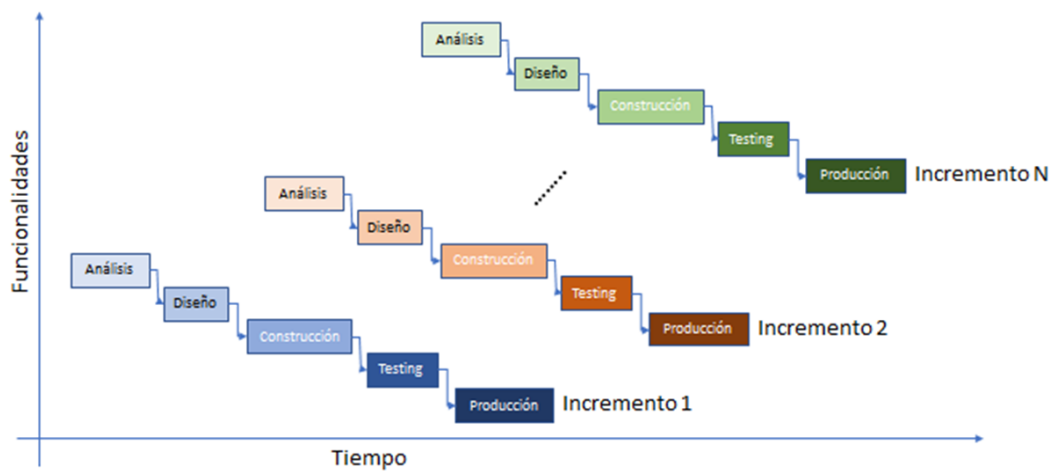 Funcionalidades
Análisis
Diseño
Construcción
Testing
Producción
Incremento N
Análisis
Diseño
Construcción
Testing
Producción
Incremento 2
Análisis
Diseño
Construcción
Testing
Producción
Incremento 1
Tiempo